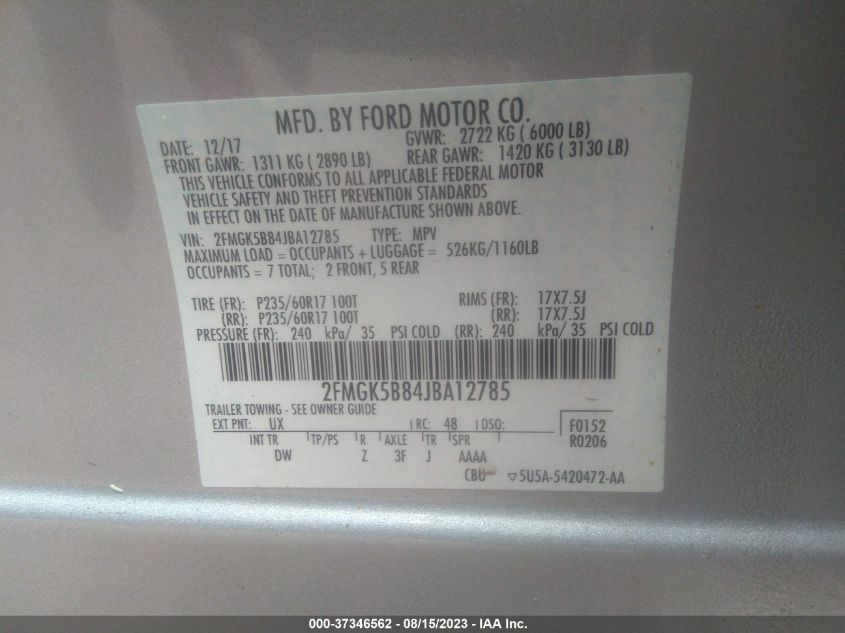 MFD. BY FORD MOTOR CO.
DATE: 12/17 GVWR: 2722 KG ( 6000 LB)
FRONT GAWR: 1311 KG ( 2890 LB) REAR GAWR: 1420 KG ( 3130 LB)
THIS VEHICLE CONFORMS TO ALL APPLICABLE FEDERAL MOTOR
VEHICLE SAFETY AND THEFT PREVENTION STANDARDS
IN EFFECT ON THE DATE OF MANUFACTURE SHOWN ABOVE.
VIN: 2FMGK5B84JBA12785 TYPE: MPV
MAXIMUM LOAD = OCCUPANTS + LUGGAGE = 526KG/1160LB
OCCUPANTS = 7 TOTAL; 2 FRONT, 5 REAR
TIRE (FR): P235/60R17 100T RIMS (FR): 17X7.5J
(RR): P235/60R17 100T (RR): 17X7.5J
PRESSURE (FR): 240 kPa/ 35 PSI COLD (RR): 240 kPa/ 35 PSI COLD
2FMGK5B84JBA12785
TRAILER TOWING - SEE OWNER GUIDE
EXT PNT: UX RC: 48 DSO: F0152
INT TR TP/PS R AXLE TR SPR R0206
DW Z 3F J AAAA
CBU ▽5U5A-5420472-AA
000-37346562 - 08/15/2023 - IAA Inc.